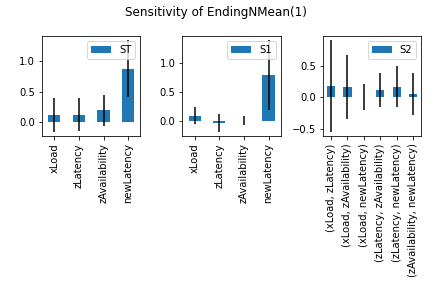 Sensitivity of EndingNMean(1)
ST
1.0
0.5
0.0
xLoad
zLatency
zAvailability
newLatency
S1
1.0
0.5
0.0
xLoad
zLatency
zAvailability
newLatency
S2
0.5
0.0
−0.5
(xLoad, zLatency)
(xLoad, zAvailability)
(xLoad, newLatency)
(zLatency, zAvailability)
(zLatency, newLatency)
(zAvailability, newLatency)